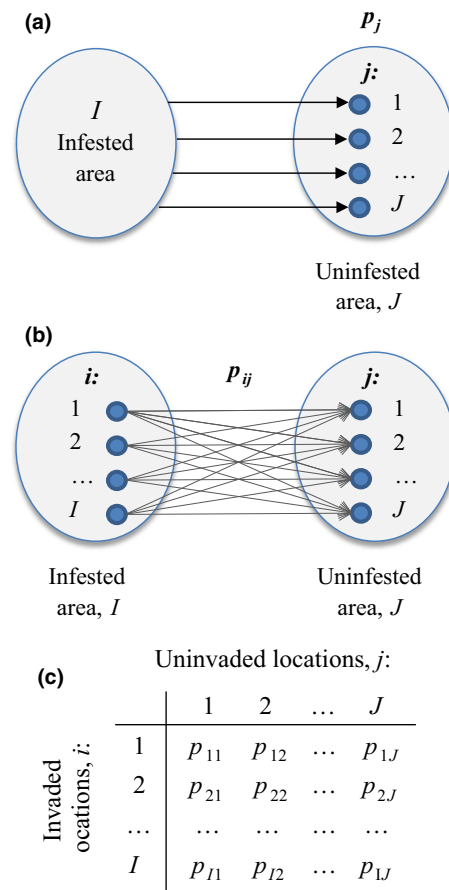 (a)
p_j
j:
I
Infested
area
1
2
…
J
Uninfested
area, J
(b)
i:
p_ij
j:
1
2
…
I
1
2
…
J
Infested
area, I
Uninfested
area, J
(c)
Uninvaded locations, j:
1 2 … J
Invaded
ocations, i:
1 p_11 p_12 … p_1J
2 p_21 p_22 … p_2J
… … … … …
I p_I1 p_I2 … p_IJ